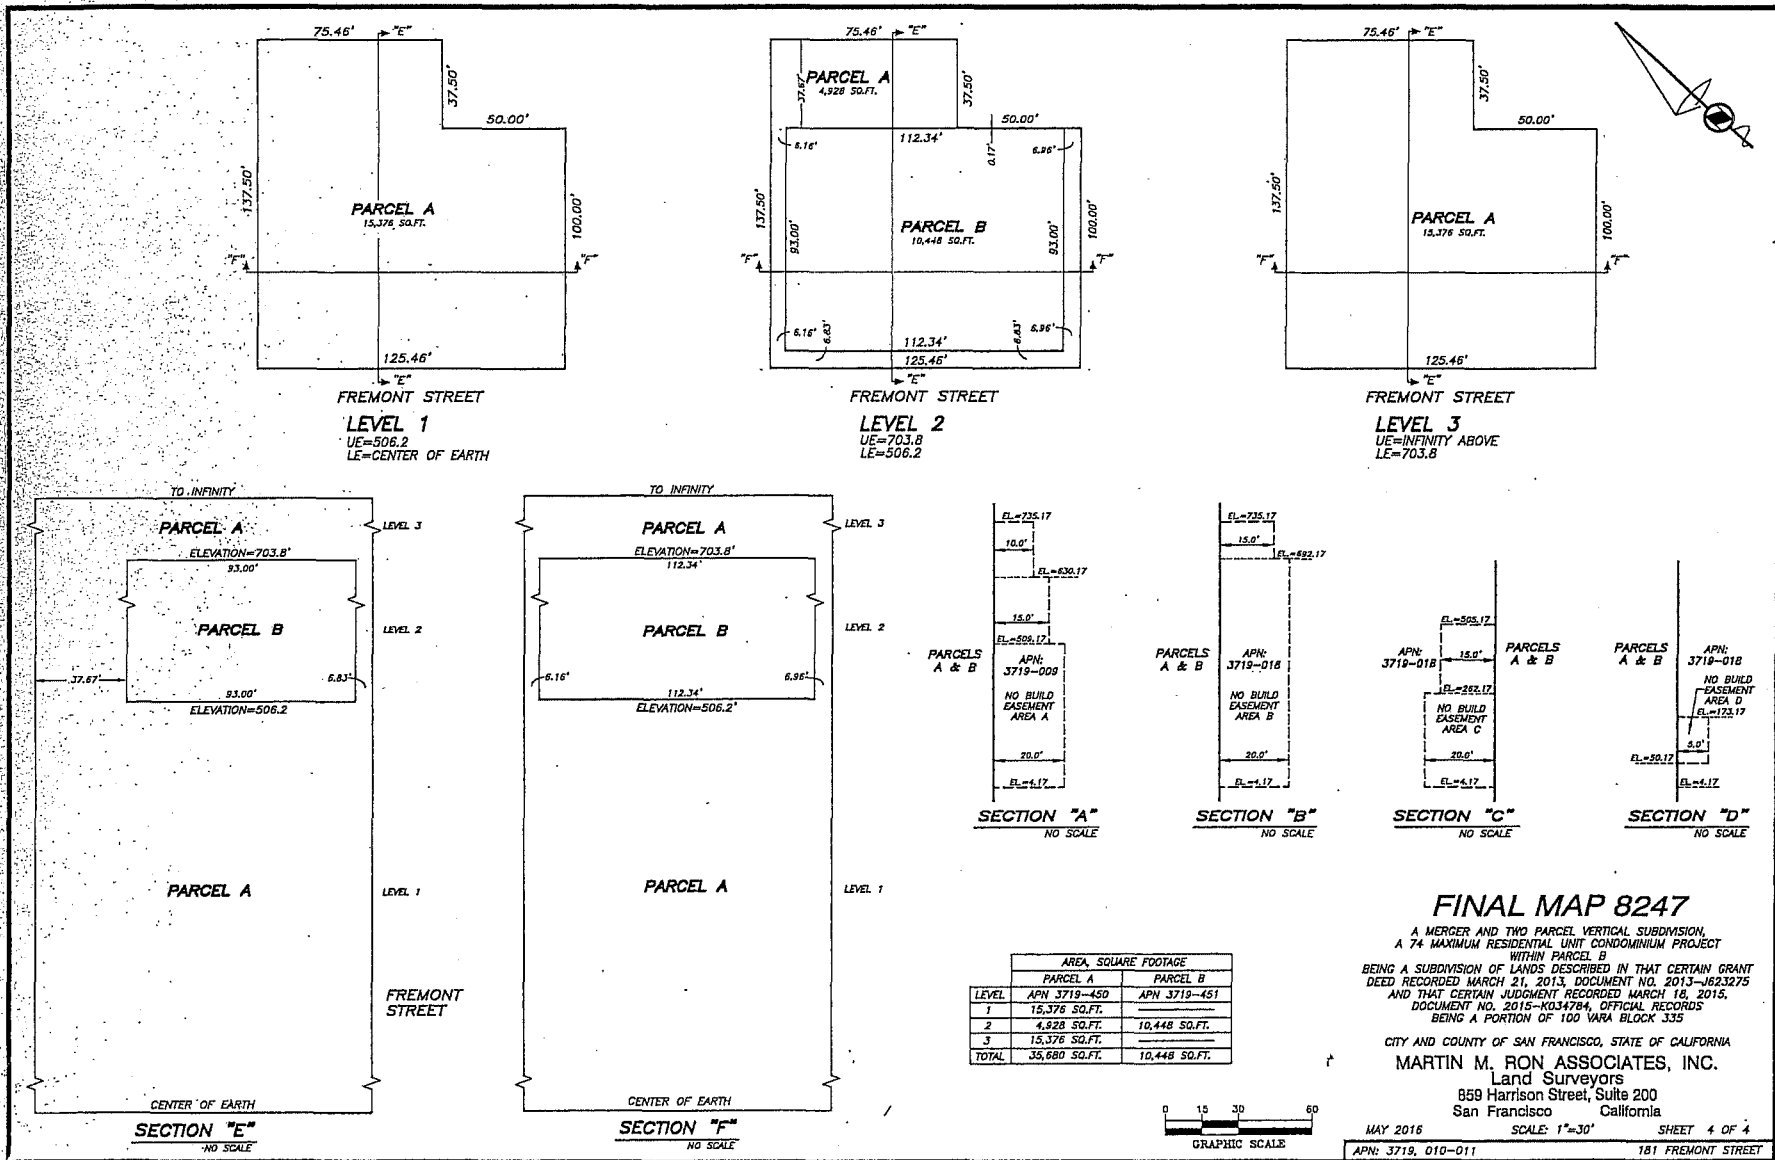 75.46' "E"
37.50'
50.00'
137.50'
PARCEL A
15,376 SQ.FT.
100.00'
"F" "F"
125.46'
"E"
FREMONT STREET
LEVEL 1
UE=506.2
LE=CENTER OF EARTH
75.46' "E"
PARCEL A
4,928 SQ.FT.
37.67'
37.50'
50.00'
112.34'
6.16'
0.17'
6.96'
137.50'
93.00'
PARCEL B
10,448 SQ.FT.
93.00'
100.00'
"F" "F"
6.16'
6.83'
6.83'
6.96'
112.34'
125.46'
"E"
FREMONT STREET
LEVEL 2
UE=703.8
LE=506.2
75.46' "E"
37.50'
50.00'
137.50'
PARCEL A
15,376 SQ.FT.
100.00'
"F" "F"
125.46'
"E"
FREMONT STREET
LEVEL 3
UE=INFINITY ABOVE
LE=703.8
TO INFINITY
PARCEL A
LEVEL 3
ELEVATION=703.8'
93.00'
PARCEL B
LEVEL 2
37.67'
6.83'
93.00'
ELEVATION=506.2
PARCEL A
LEVEL 1
FREMONT
STREET
CENTER OF EARTH
SECTION "E"
NO SCALE
TO INFINITY
PARCEL A
LEVEL 3
ELEVATION=703.8'
112.34'
PARCEL B
LEVEL 2
6.16'
6.96'
112.34'
ELEVATION=506.2'
PARCEL A
LEVEL 1
CENTER OF EARTH
SECTION "F"
NO SCALE
EL.=735.17
10.0'
EL.=630.17
15.0'
EL.=509.17
PARCELS
A & B
APN:
3719-009
NO BUILD
EASEMENT
AREA A
20.0'
EL.=4.17
SECTION "A"
NO SCALE
EL.=735.17
15.0'
EL.=692.17
PARCELS
A & B
APN:
3719-018
NO BUILD
EASEMENT
AREA B
20.0'
EL.=4.17
SECTION "B"
NO SCALE
EL.=505.17
APN:
3719-018
15.0'
PARCELS
A & B
EL.=262.17
NO BUILD
EASEMENT
AREA C
20.0'
EL.=4.17
SECTION "C"
NO SCALE
PARCELS
A & B
APN:
3719-018
NO BUILD
EASEMENT
AREA D
EL.=173.17
5.0'
EL.=50.17
EL.=4.17
SECTION "D"
NO SCALE
AREA, SQUARE FOOTAGE
PARCEL A PARCEL B
LEVEL APN 3719-450 APN 3719-451
1 15,376 SQ.FT.
2 4,928 SQ.FT. 10,448 SQ.FT.
3 15,376 SQ.FT.
TOTAL 35,680 SQ.FT. 10,448 SQ.FT.
0 15 30 60
GRAPHIC SCALE
FINAL MAP 8247
A MERGER AND TWO PARCEL VERTICAL SUBDIVISION,
A 74 MAXIMUM RESIDENTIAL UNIT CONDOMINIUM PROJECT
WITHIN PARCEL B
BEING A SUBDIVISION OF LANDS DESCRIBED IN THAT CERTAIN GRANT
DEED RECORDED MARCH 21, 2013, DOCUMENT NO. 2013-J623275
AND THAT CERTAIN JUDGMENT RECORDED MARCH 18, 2015,
DOCUMENT NO. 2015-K034784, OFFICIAL RECORDS
BEING A PORTION OF 100 VARA BLOCK 335
CITY AND COUNTY OF SAN FRANCISCO, STATE OF CALIFORNIA
MARTIN M. RON ASSOCIATES, INC.
Land Surveyors
859 Harrison Street, Suite 200
San Francisco California
MAY 2016 SCALE: 1"=30' SHEET 4 OF 4
APN: 3719, 010-011 181 FREMONT STREET